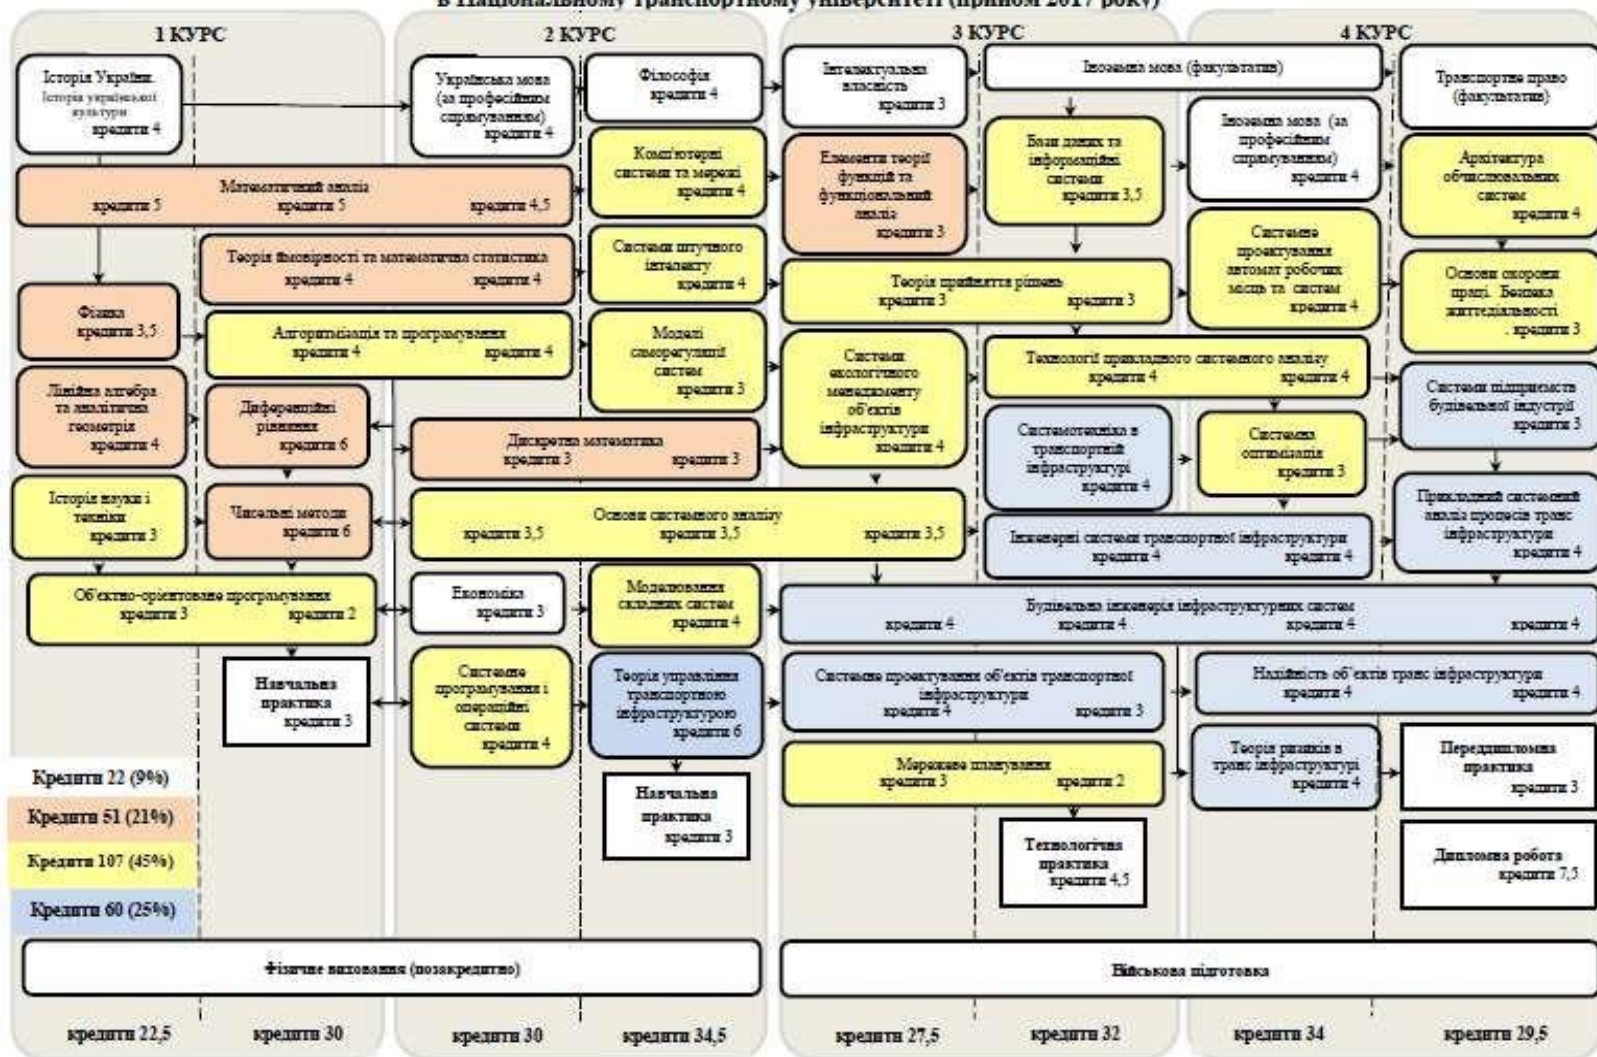 в Національному транспортному університеті (прийом 2017 року)
1 КУРС
2 КУРС
3 КУРС
4 КУРС
Історія України.
Історія української
культури
кредити 4
Українська мова
(за професійним
спрямуванням)
кредити 4
Філософія
кредити 4
Інтелектуальна
власність
кредити 3
Іноземна мова (факультатив)
Транспортне право
(факультатив)
Комп'ютерні
системи та мережі
кредити 4
Елементи теорії
функцій та
функціональний
аналіз
кредити 3
Бази даних та
інформаційні
системи
кредити 3,5
Іноземна мова (за
професійним
спрямуванням)
кредити 4
Архітектура
обчислювальних
систем
кредити 4
Математичний аналіз
кредити 5
кредити 5
кредити 4,5
Теорія ймовірності та математична статистика
кредити 4
кредити 4
Системи штучного
інтелекту
кредити 4
Теорія прийняття рішень
кредити 3
кредити 3
Системне
проектування
автомат робочих
місць та систем
кредити 4
Основи охорони
праці. Безпека
життєдіяльності
. кредити 3
Фізика
кредити 3,5
Алгоритмізація та програмування
кредити 4
кредити 4
Моделі
саморегуляції
систем
кредити 3
Системи
екологічного
менеджменту
об'єктів
інфраструктури
кредити 4
Технології прикладного системного аналізу
кредити 4
кредити 4
Системи підприємств
будівельної індустрії
кредити 3
Лінійна алгебра
та аналітична
геометрія
кредити 4
Диференційні
рівняння
кредити 6
Дискретна математика
кредити 3
кредити 3
Системотехніка в
транспортній
інфраструктурі
кредити 4
Системна
оптимізація
кредити 3
Історія науки і
техніки
кредити 3
Чисельні методи
кредити 6
Основи системного аналізу
кредити 3,5
кредити 3,5
кредити 3,5
Інженерні системи транспортної інфраструктури
кредити 4
кредити 4
Прикладний системний
аналіз процесів транс
інфраструктури
кредити 4
Об'єктно-орієнтоване програмування
кредити 3
кредити 2
Економіка
кредити 3
Моделювання
складних систем
кредити 4
Будівельна інженерія інфраструктурних систем
кредити 4
кредити 4
кредити 4
кредити 4
Навчальна
практика
кредити 3
Системне
програмування і
операційні
системи
кредити 4
Теорія управління
транспортною
інфраструктурою
кредити 6
Системне проектування об'єктів транспортної
інфраструктури
кредити 4
кредити 3
Надійність об'єктів транс інфраструктури
кредити 4
кредити 4
Мережеве планування
кредити 3
кредити 2
Теорія ризиків в
транс інфраструктурі
кредити 4
Переддипломна
практика
кредити 3
Навчальна
практика
кредити 3
Технологічна
практика
кредити 4,5
Дипломна робота
кредити 7,5
Кредити 22 (9%)
Кредити 51 (21%)
Кредити 107 (45%)
Кредити 60 (25%)
Фізичне виховання (позакредитно)
Військова підготовка
кредити 22,5
кредити 30
кредити 30
кредити 34,5
кредити 27,5
кредити 32
кредити 34
кредити 29,5